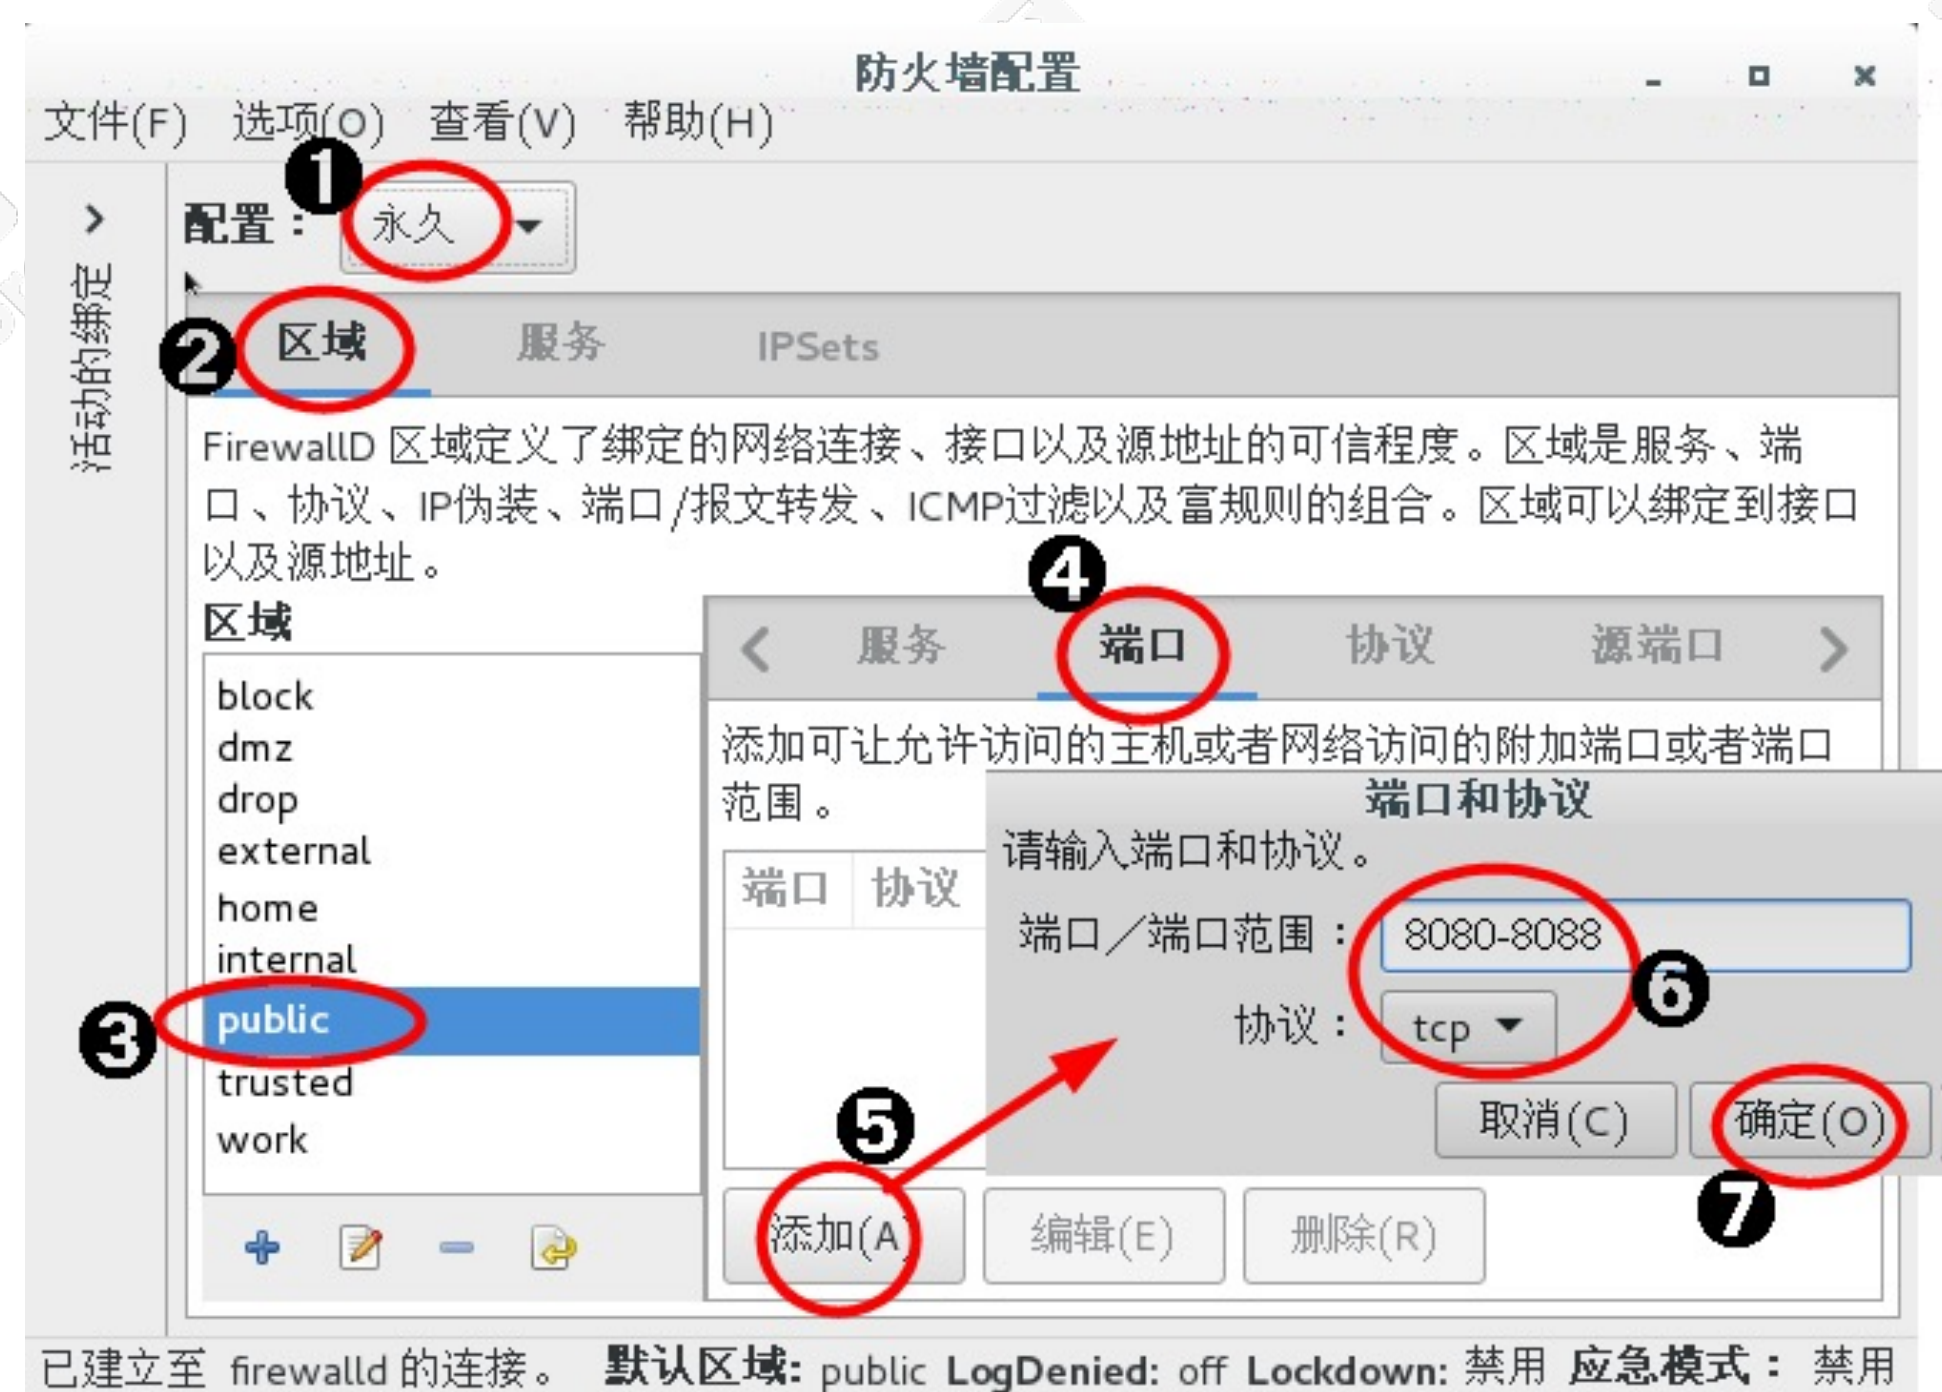 防火墙配置
文件(F) 选项(O) 查看(V) 帮助(H)
1
配置： 永久
活动的绑定
2 区域 服务 IPSets
FirewallD 区域定义了绑定的网络连接、接口以及源地址的可信程度。区域是服务、端
口、协议、IP伪装、端口/报文转发、ICMP过滤以及富规则的组合。区域可以绑定到接口
以及源地址。
4
区域
服务 端口 协议 源端口
block
dmz
drop
external
home
internal
3 public
trusted
work
添加可让允许访问的主机或者网络访问的附加端口或者端口
范围。
端口 协议
端口和协议
请输入端口和协议。
端口／端口范围： 8080-8088
6
协议： tcp
取消(C) 确定(O)
5
7
添加(A) 编辑(E) 删除(R)
已建立至 firewalld 的连接。 默认区域: public LogDenied: off Lockdown: 禁用 应急模式： 禁用